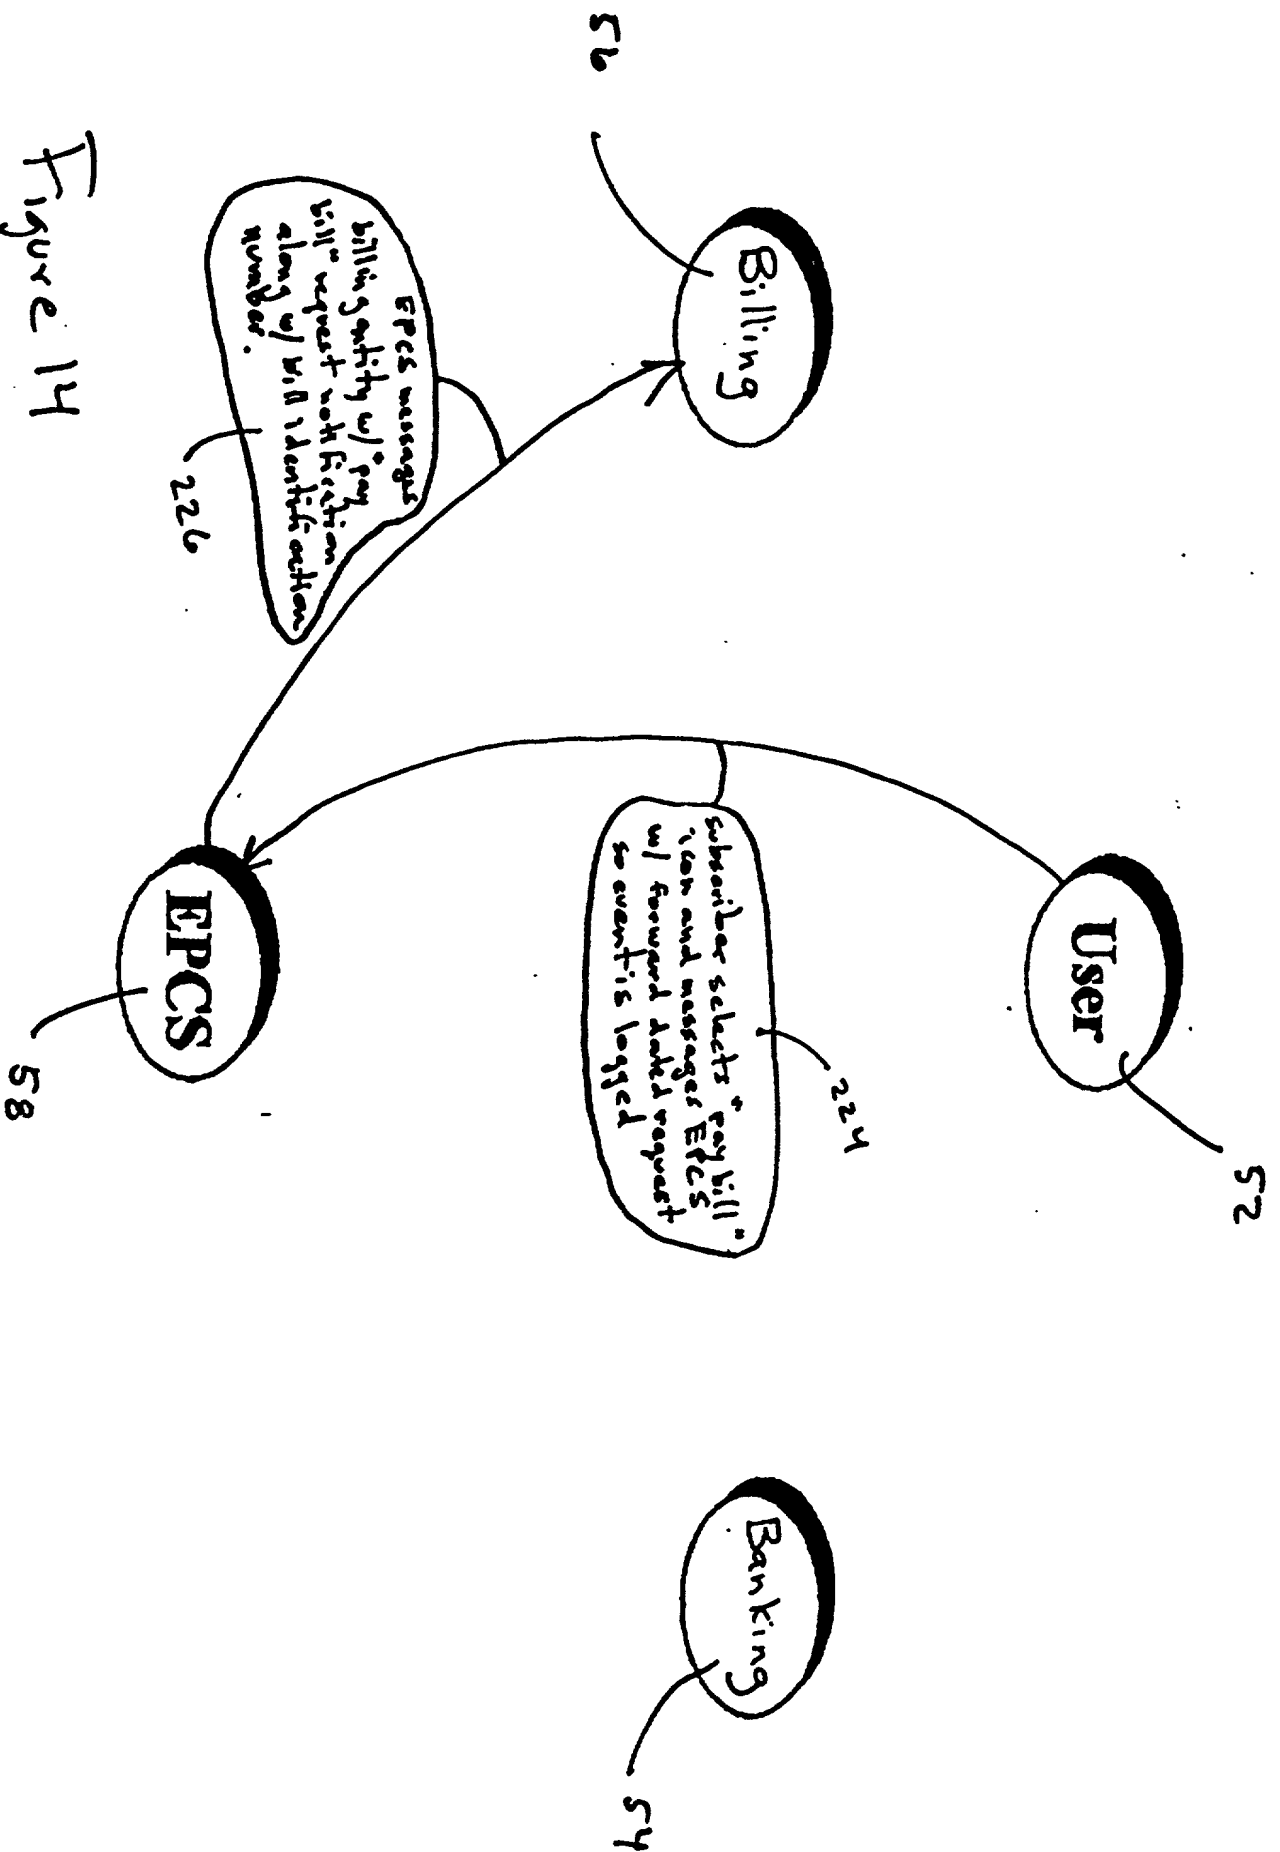 52
User
224
subscriber selects "pay bill"
icon and messages EPCS
w/ forward dated request
so event is logged
56
Billing
Banking
54
EPCS messages
billing entity w/ "pay
bill" request notification
along w/ bill identification
number.
226
EPCS
58
Figure 14